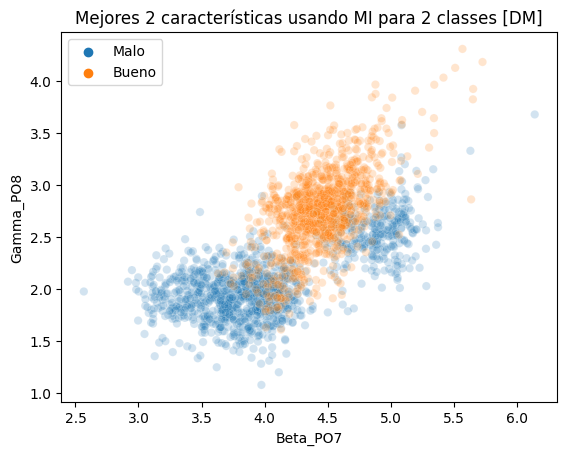 Mejores 2 características usando MI para 2 classes [DM]
Malo
Bueno
4.0
3.5
3.0
2.5
2.0
1.5
1.0
Gamma_PO8
2.5 3.0 3.5 4.0 4.5 5.0 5.5 6.0
Beta_PO7